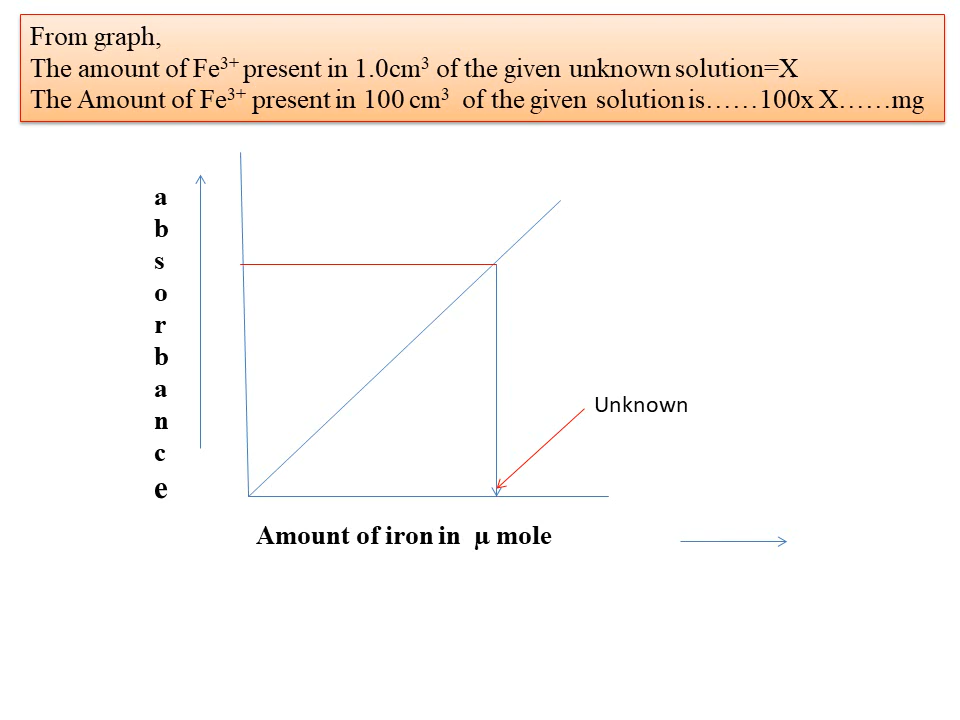 From graph,
The amount of Fe³⁺ present in 1.0cm³ of the given unknown solution=X
The Amount of Fe³⁺ present in 100 cm³ of the given solution is……100x X……mg
a
b
s
o
r
b
a
n
c
e
Unknown
Amount of iron in µ mole